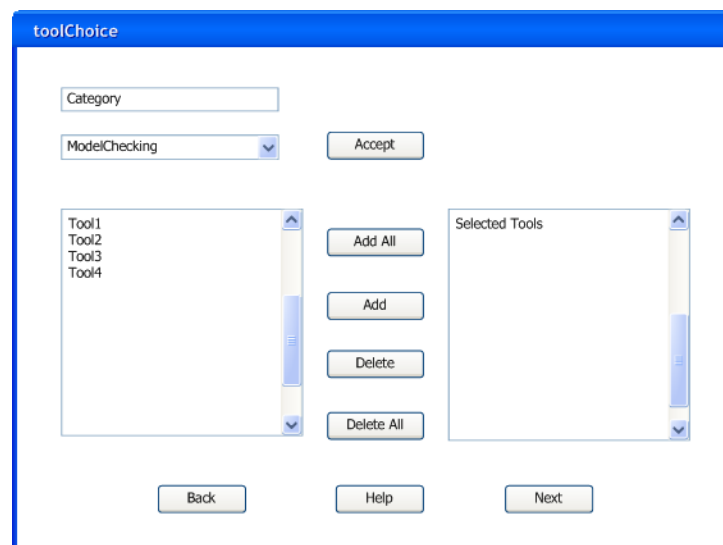 toolChoice
Category
ModelChecking
Accept
Tool1
Tool2
Tool3
Tool4
Add All
Add
Delete
Delete All
Selected Tools
Back
Help
Next